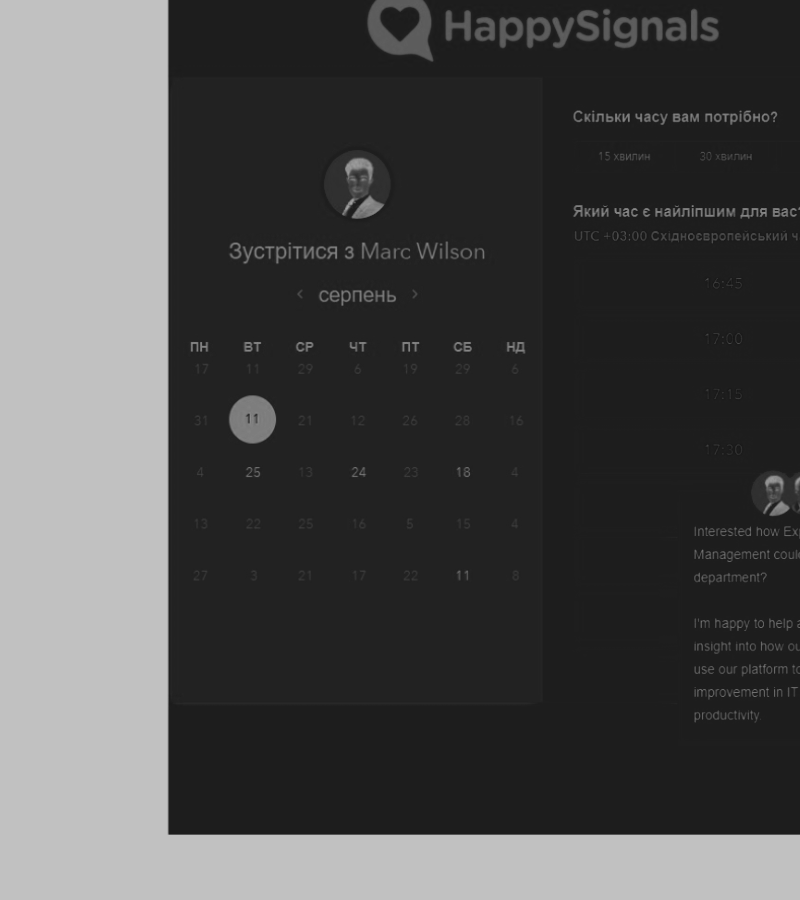 HappySignals
Зустрітися з Marc Wilson
серпень
ПН ВТ СР ЧТ ПТ СБ НД
17 11 29 6 19 29 6
31 11 21 12 26 28 16
4 25 13 24 23 18 4
13 22 25 16 5 15 4
27 3 21 17 22 11 8
Скільки часу вам потрібно?
15 хвилин 30 хвилин
Який час є найліпшим для вас
UTC +03:00 Східноєвропейський ч
16:45
17:00
17:15
17:30
Interested how Ex
Management coul
department?
I'm happy to help a
insight into how ou
use our platform to
improvement in IT
productivity.